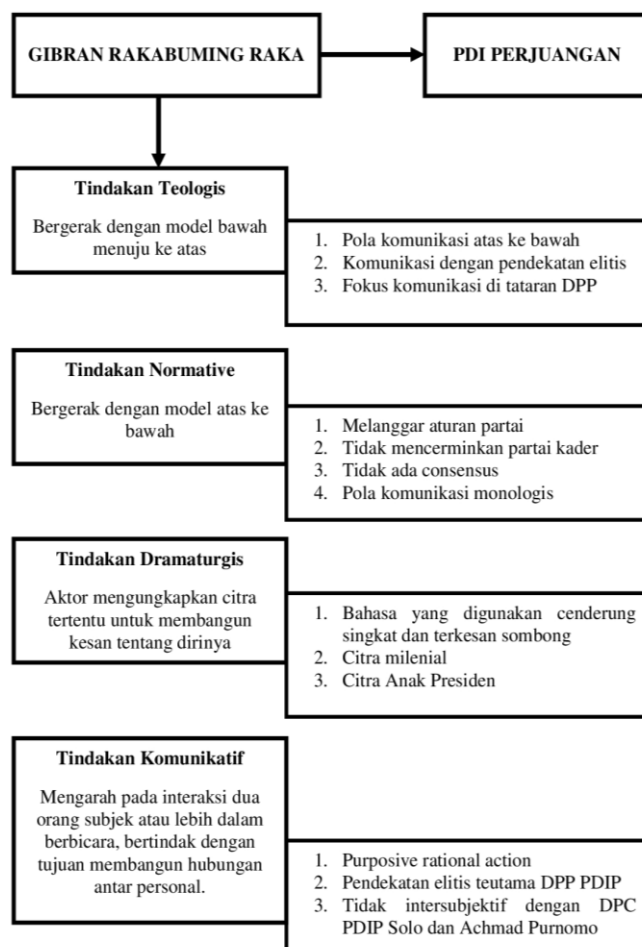 GIBRAN RAKABUMING RAKA
PDI PERJUANGAN
Tindakan Teologis
Bergerak dengan model bawah
menuju ke atas
1. Pola komunikasi atas ke bawah
2. Komunikasi dengan pendekatan elitis
3. Fokus komunikasi di tataran DPP
Tindakan Normative
Bergerak dengan model atas ke
bawah
1. Melanggar aturan partai
2. Tidak mencerminkan partai kader
3. Tidak ada consensus
4. Pola komunikasi monologis
Tindakan Dramaturgis
Aktor mengungkapkan citra
tertentu untuk membangun
kesan tentang dirinya
1. Bahasa yang digunakan cenderung
singkat dan terkesan sombong
2. Citra milenial
3. Citra Anak Presiden
Tindakan Komunikatif
Mengarah pada interaksi dua
orang subjek atau lebih dalam
berbicara, bertindak dengan
tujuan membangun hubungan
antar personal.
1. Purposive rational action
2. Pendekatan elitis teutama DPP PDIP
3. Tidak intersubjektif dengan DPC
PDIP Solo dan Achmad Purnomo